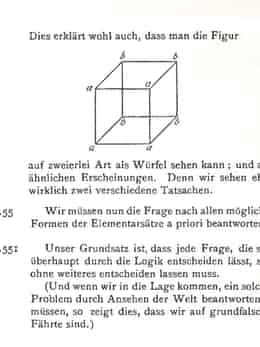 Dies erklärt wohl auch, dass man die Figur
b b
a a
b b
a a
auf zweierlei Art als Würfel sehen kann; und a
ähnlichen Erscheinungen. Denn wir sehen eb
wirklich zwei verschiedene Tatsachen.
.55 Wir müssen nun die Frage nach allen möglic
Formen der Elementarsätze a priori beantworten
.551 Unser Grundsatz ist, dass jede Frage, die s
überhaupt durch die Logik entscheiden lässt, s
ohne weiteres entscheiden lassen muss.
(Und wenn wir in die Lage kommen, ein solc
Problem durch Ansehen der Welt beantworten
müssen, so zeigt dies, dass wir auf grundfalsc
Fährte sind.)